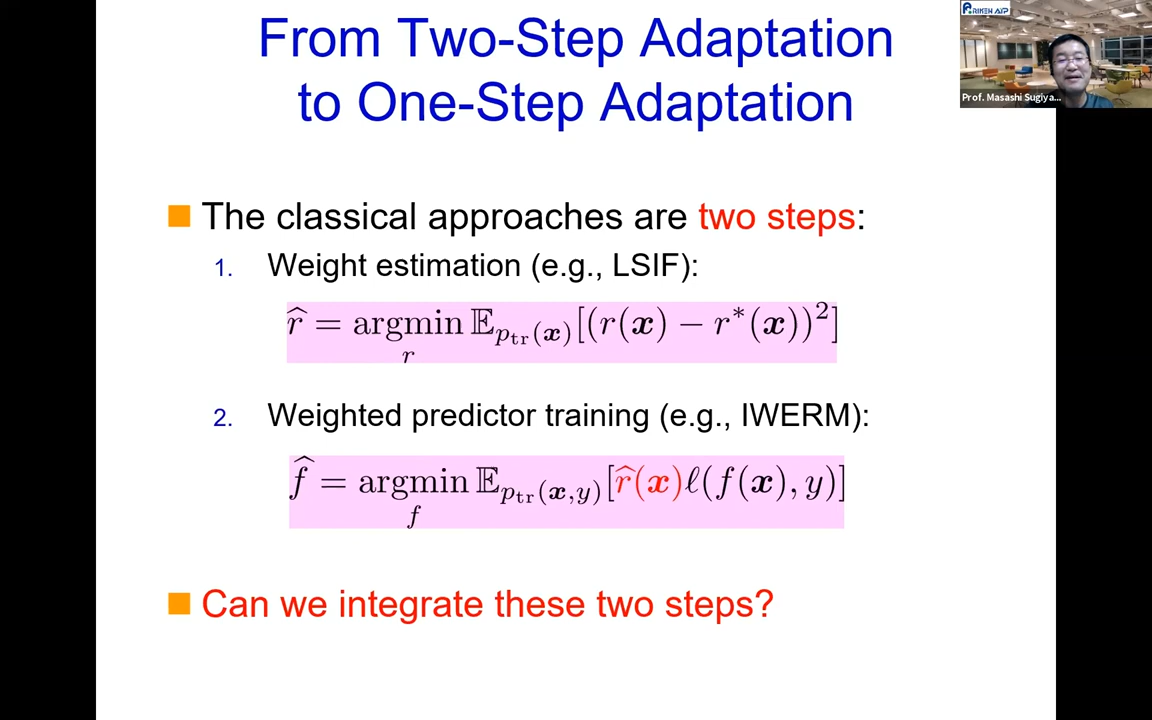 From Two-Step Adaptation
to One-Step Adaptation
RIKEN AIP
Prof. Masashi Sugiya...
■ The classical approaches are two steps:
1. Weight estimation (e.g., LSIF):
r̂ = argmin_r 𝔼_{p_tr(x)}[(r(x) − r*(x))²]
2. Weighted predictor training (e.g., IWERM):
f̂ = argmin_f 𝔼_{p_tr(x,y)}[r̂(x)ℓ(f(x), y)]
■ Can we integrate these two steps?